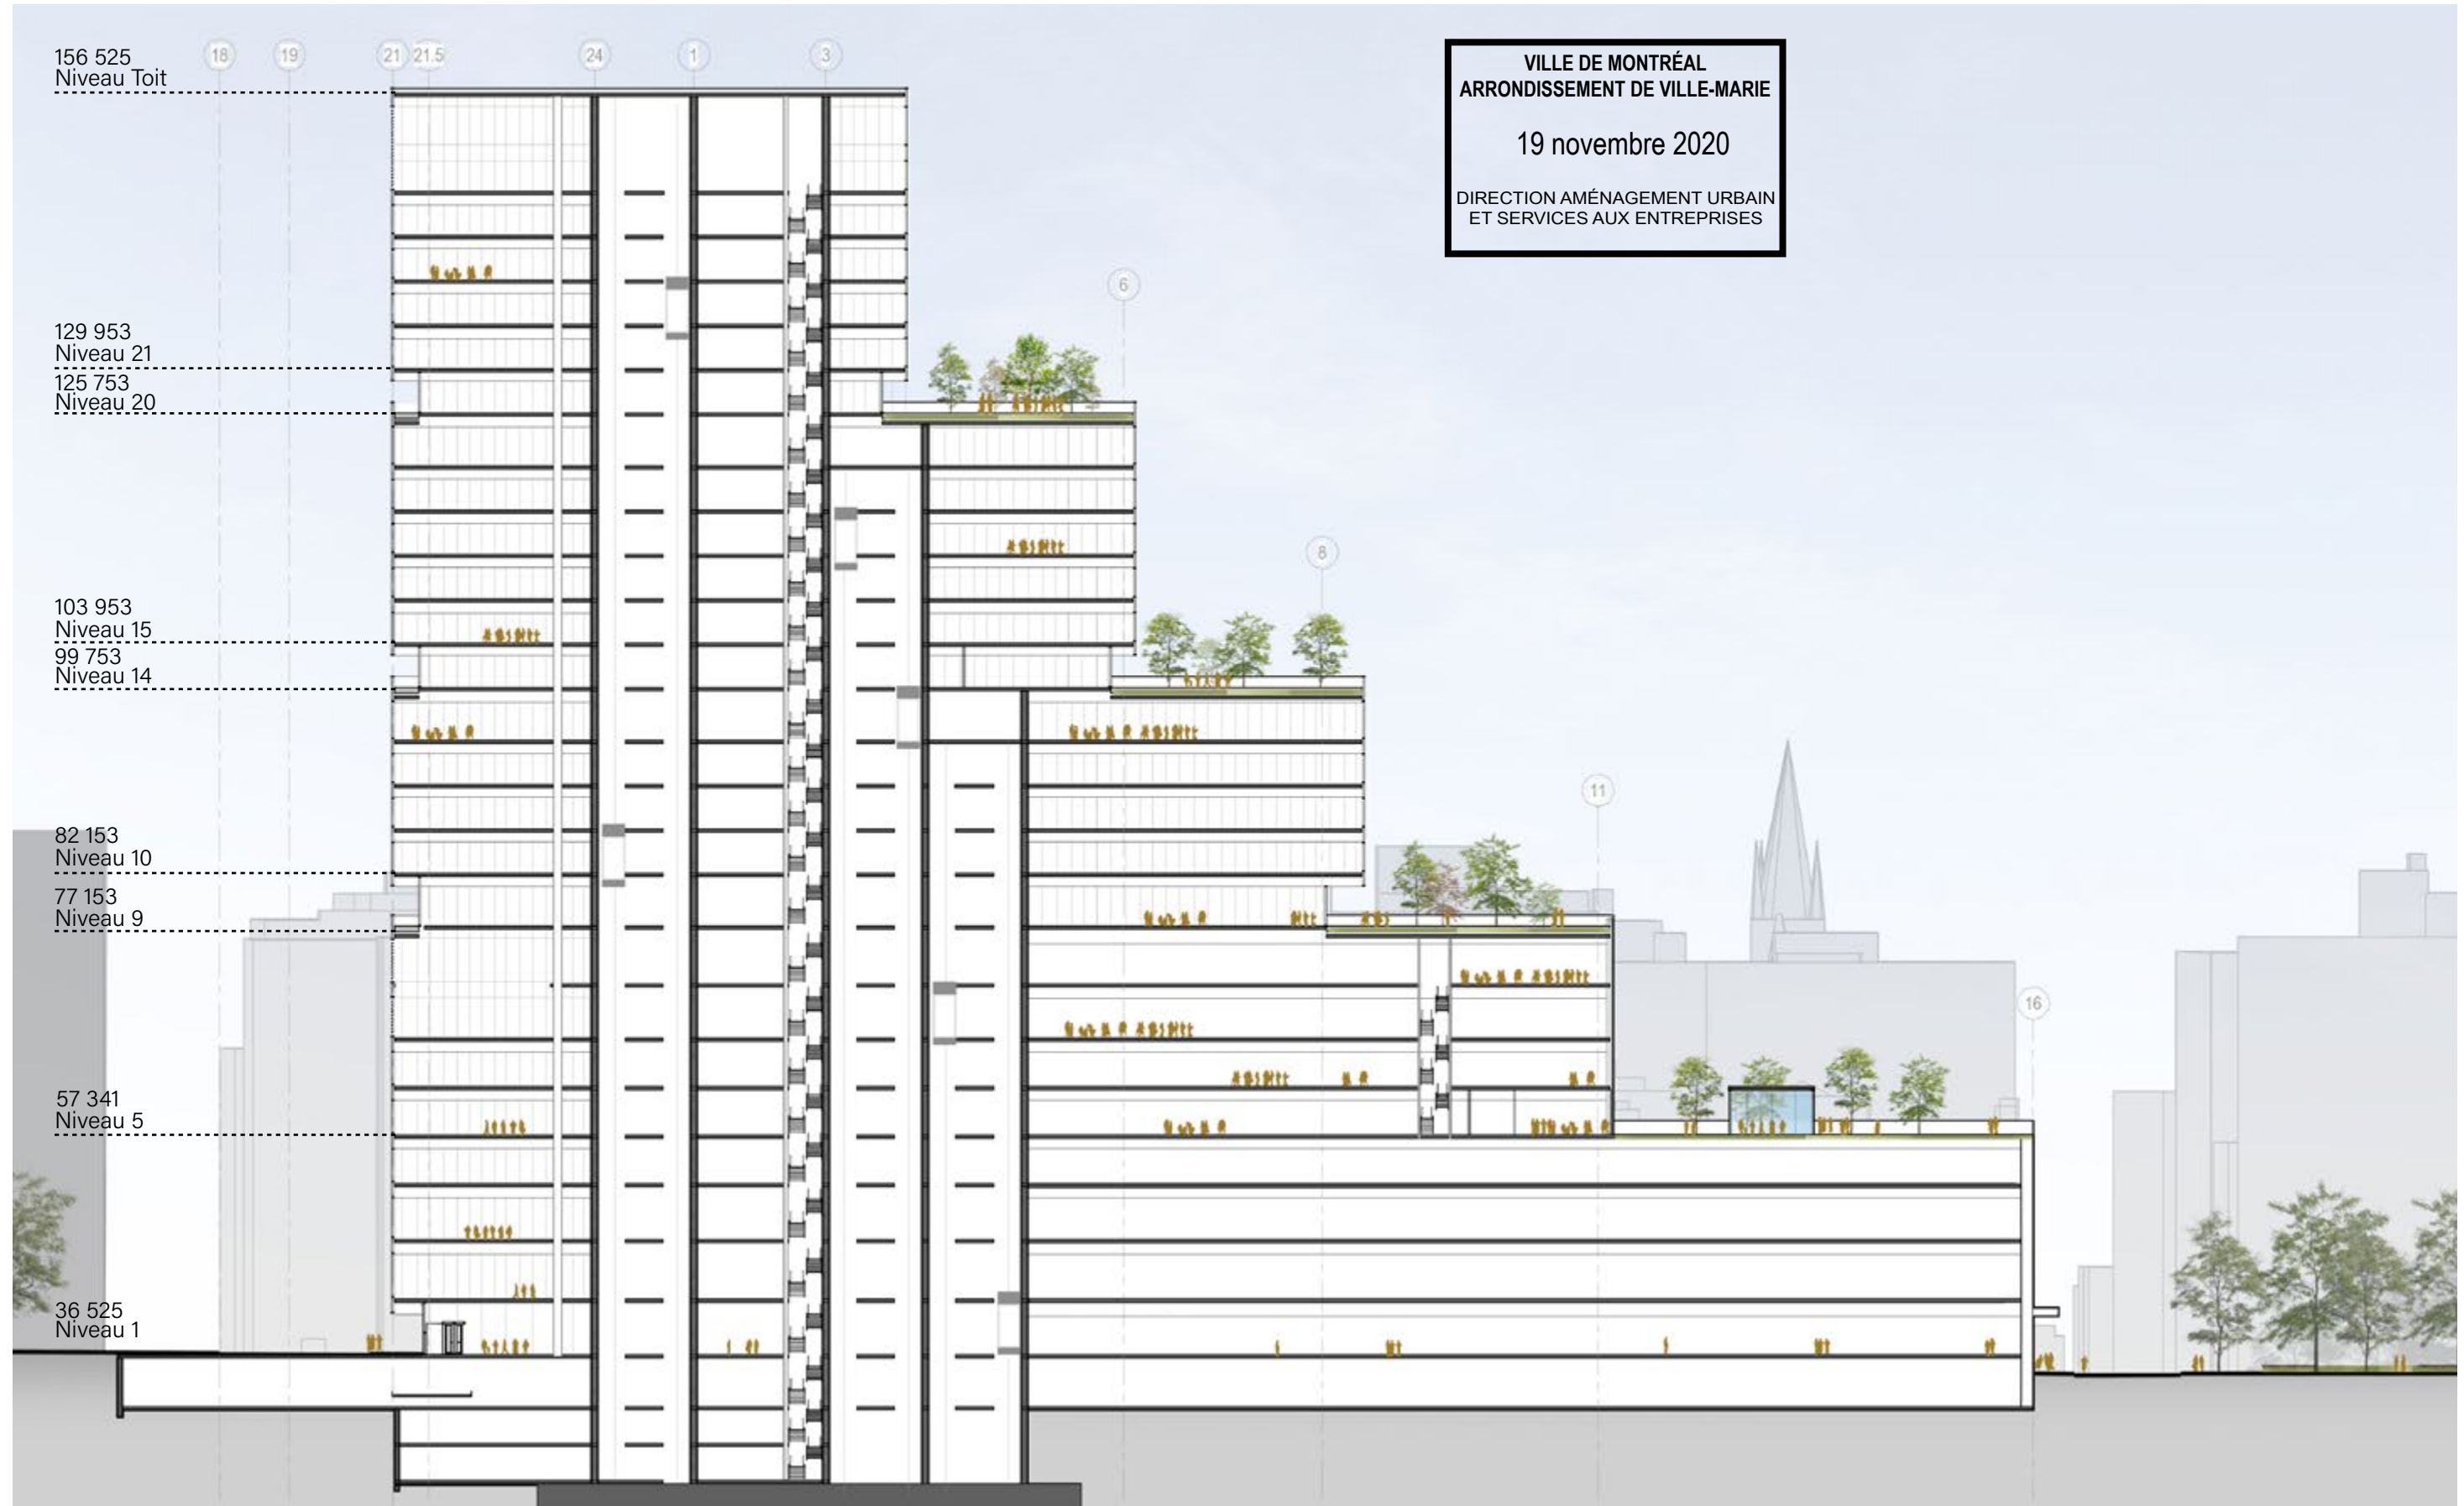 18 19 21 21.5 24 1 3
156 525
Niveau Toit
VILLE DE MONTRÉAL
ARRONDISSEMENT DE VILLE-MARIE
19 novembre 2020
DIRECTION AMÉNAGEMENT URBAIN
ET SERVICES AUX ENTREPRISES
6
129 953
Niveau 21
125 753
Niveau 20
8
103 953
Niveau 15
99 753
Niveau 14
11
82 153
Niveau 10
77 153
Niveau 9
16
57 341
Niveau 5
36 525
Niveau 1